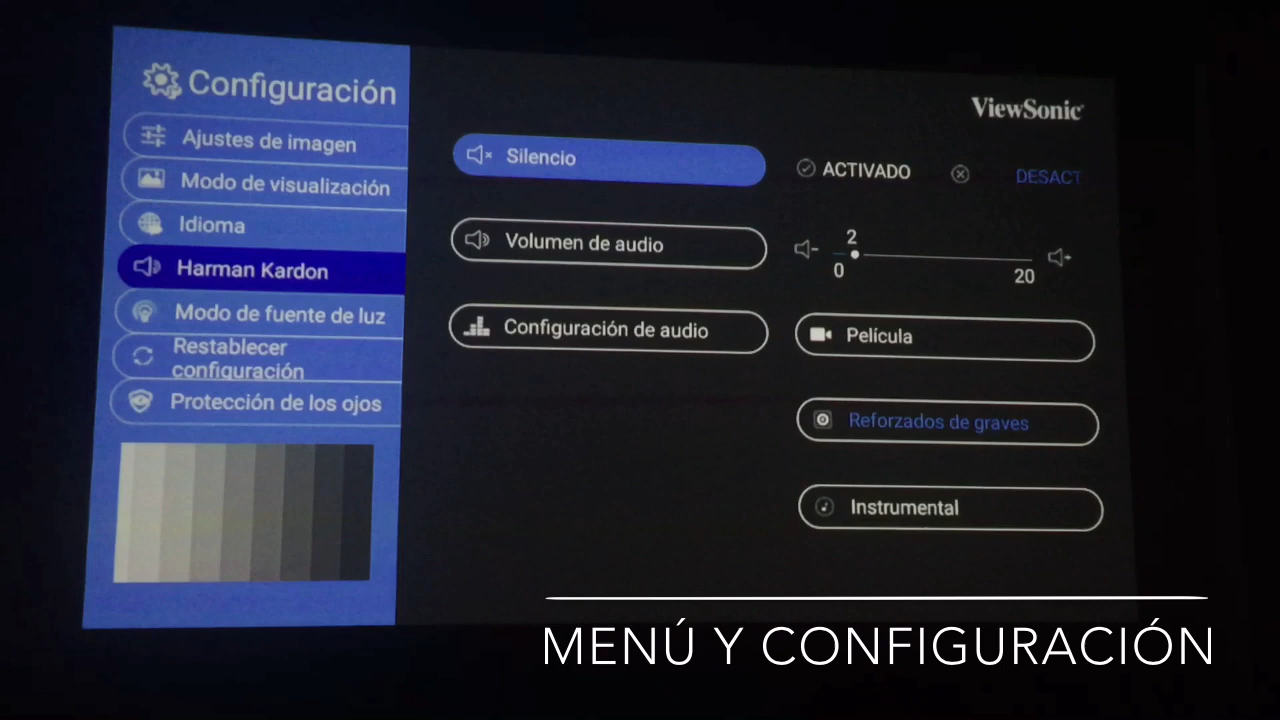 Configuración
Ajustes de imagen
Modo de visualización
Idioma
Harman Kardon
Modo de fuente de luz
Restablecer
configuración
Protección de los ojos
ViewSonic
Silencio
ACTIVADO
DESACT
Volumen de audio
2
0
20
Configuración de audio
Película
Reforzados de graves
Instrumental
MENÚ Y CONFIGURACIÓN